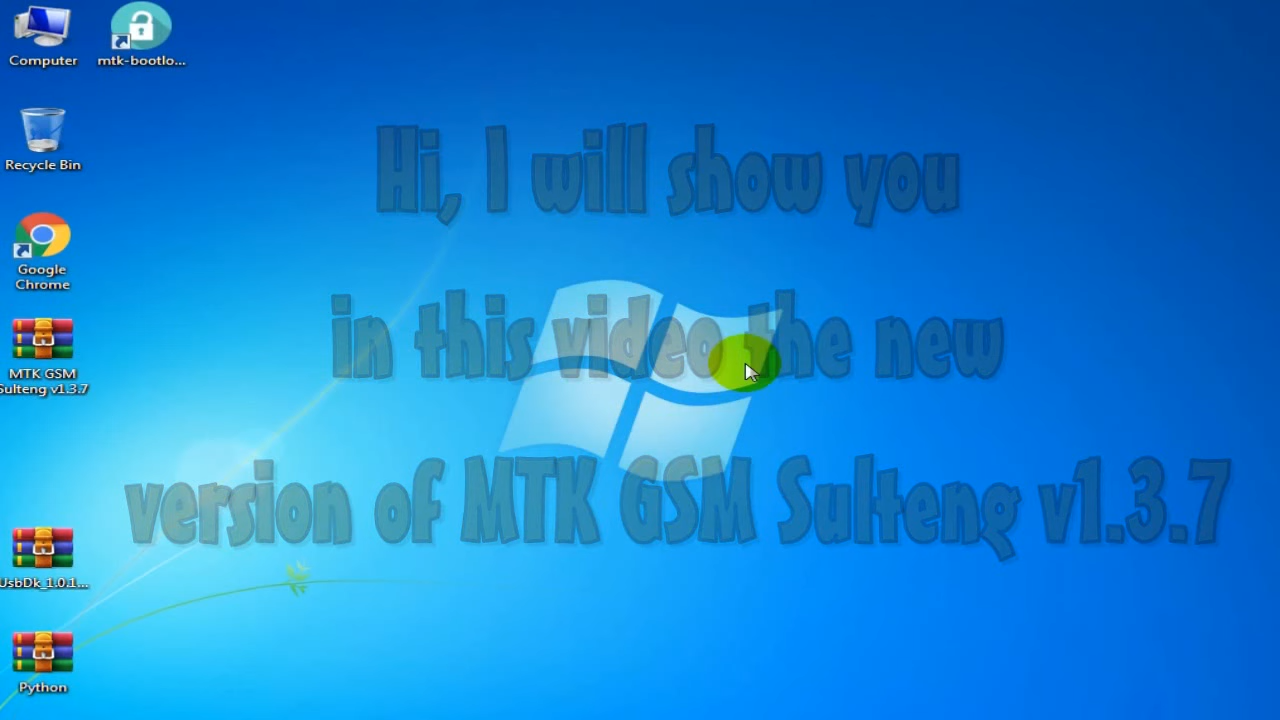 Computer
mtk-bootlo...
Recycle Bin
Google
Chrome
MTK GSM
Sulteng v1.3.7
UsbDk_1.0.1...
Python
Hi, I will show you
in this video the new
version of MTK GSM Sulteng v1.3.7